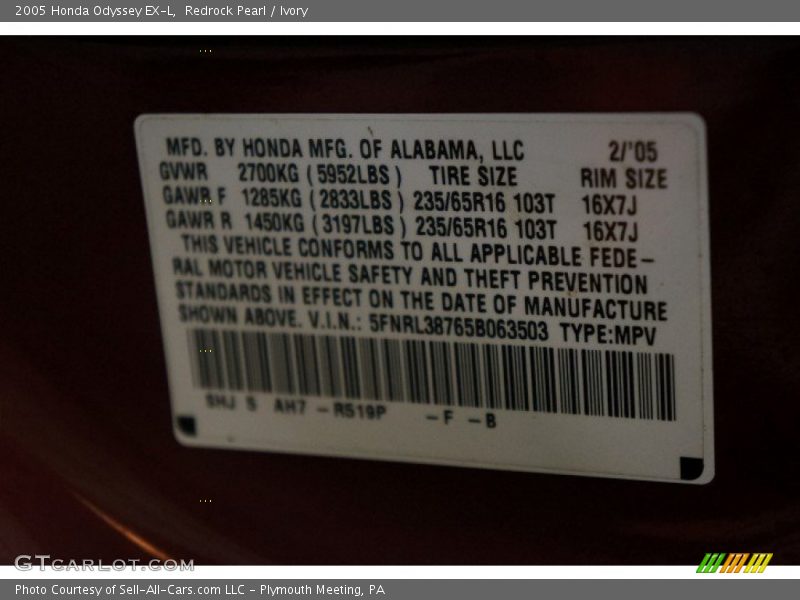 2005 Honda Odyssey EX-L, Redrock Pearl / Ivory
MFD. BY HONDA MFG. OF ALABAMA, LLC 2/'05
GVWR 2700KG (5952LBS) TIRE SIZE RIM SIZE
GAWR F 1285KG (2833LBS) 235/65R16 103T 16X7J
GAWR R 1450KG (3197LBS) 235/65R16 103T 16X7J
THIS VEHICLE CONFORMS TO ALL APPLICABLE FEDE-
RAL MOTOR VEHICLE SAFETY AND THEFT PREVENTION
STANDARDS IN EFFECT ON THE DATE OF MANUFACTURE
SHOWN ABOVE. V.I.N.: 5FNRL38765B063503 TYPE:MPV
SHJ S AH7 -R519P -F -B
GTcarlot.com
Photo Courtesy of Sell-All-Cars.com LLC - Plymouth Meeting, PA